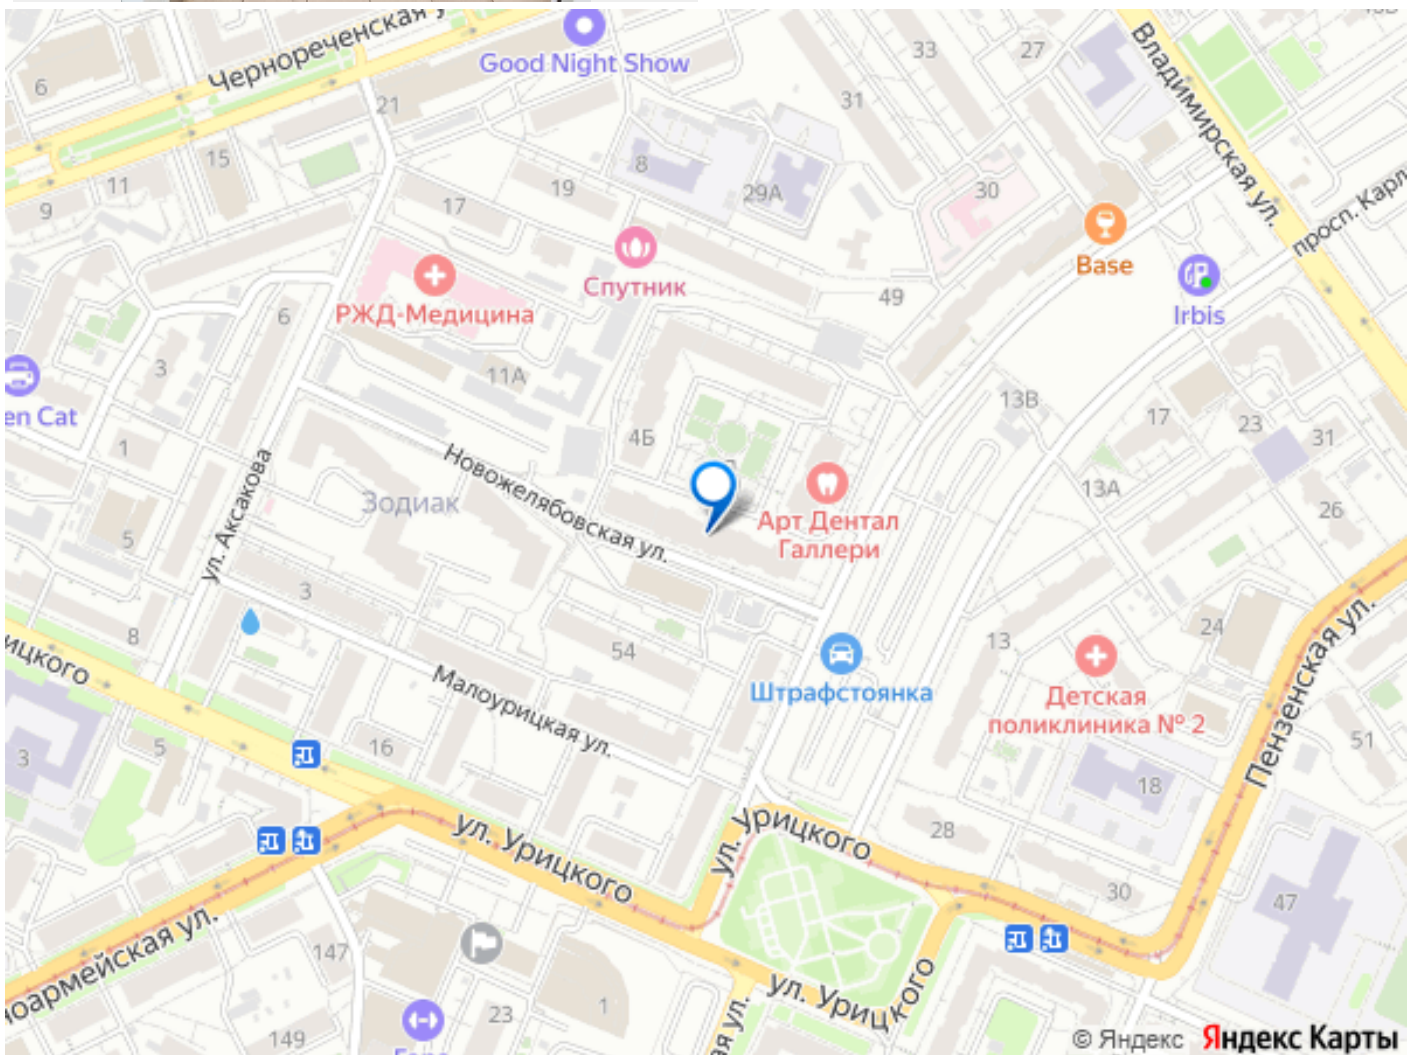 Чернореченская у
Good Night Show
Владимирская ул.
33
27
6
21
31
15
8
29А
30
11
19
9
17
просп. Карл
Base
Спутник
49
Irbis
РЖД-Медицина
6
3
11А
en Cat
13В
17
23
31
1
4Б
Новожелябовская ул.
Зодиак
ул. Аксакова
13А
26
Арт Дентал
Галлери
5
3
Пензенская ул.
8
24
54
13
рицкого
Малоурицкая ул.
Штрафстоянка
Детская
поликлиника № 2
3
5
16
51
18
ул. Урицкого
ул. Урицкого
28
30
47
ноармейская ул.
147
ул. Урицкого
23
1
149
ая ул.
© Яндекс Яндекс Карты